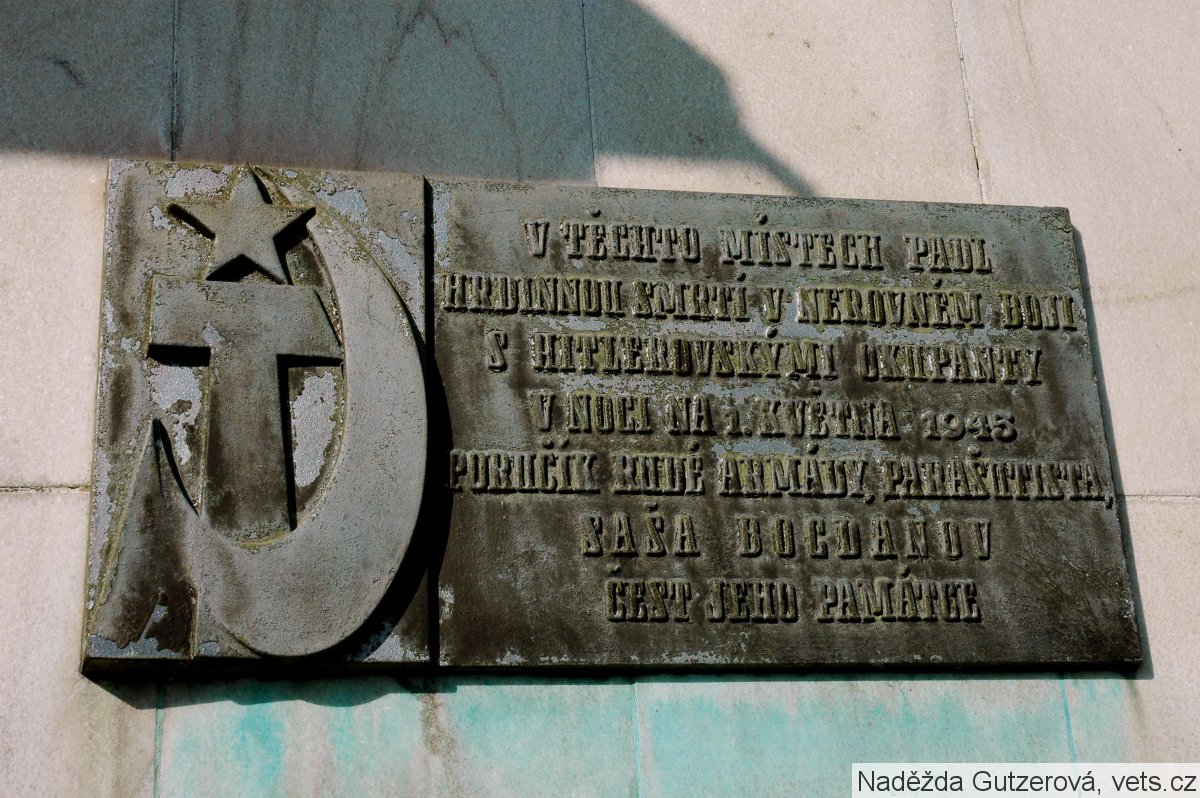 V TĚCHTO MÍSTECH PADL
HRDINNOU SMRTÍ V NEROVNÉM BOJI
S HITLEROVSKÝMI OKUPANTY
V NOCI NA 1. KVĚTNA 1945
PORUČÍK RUDÉ ARMÁDY, PARAŠUTISTA,
SAŠA BOGDANOV
ČEST JEHO PAMÁTCE
Naděžda Gutzerová, vets.cz